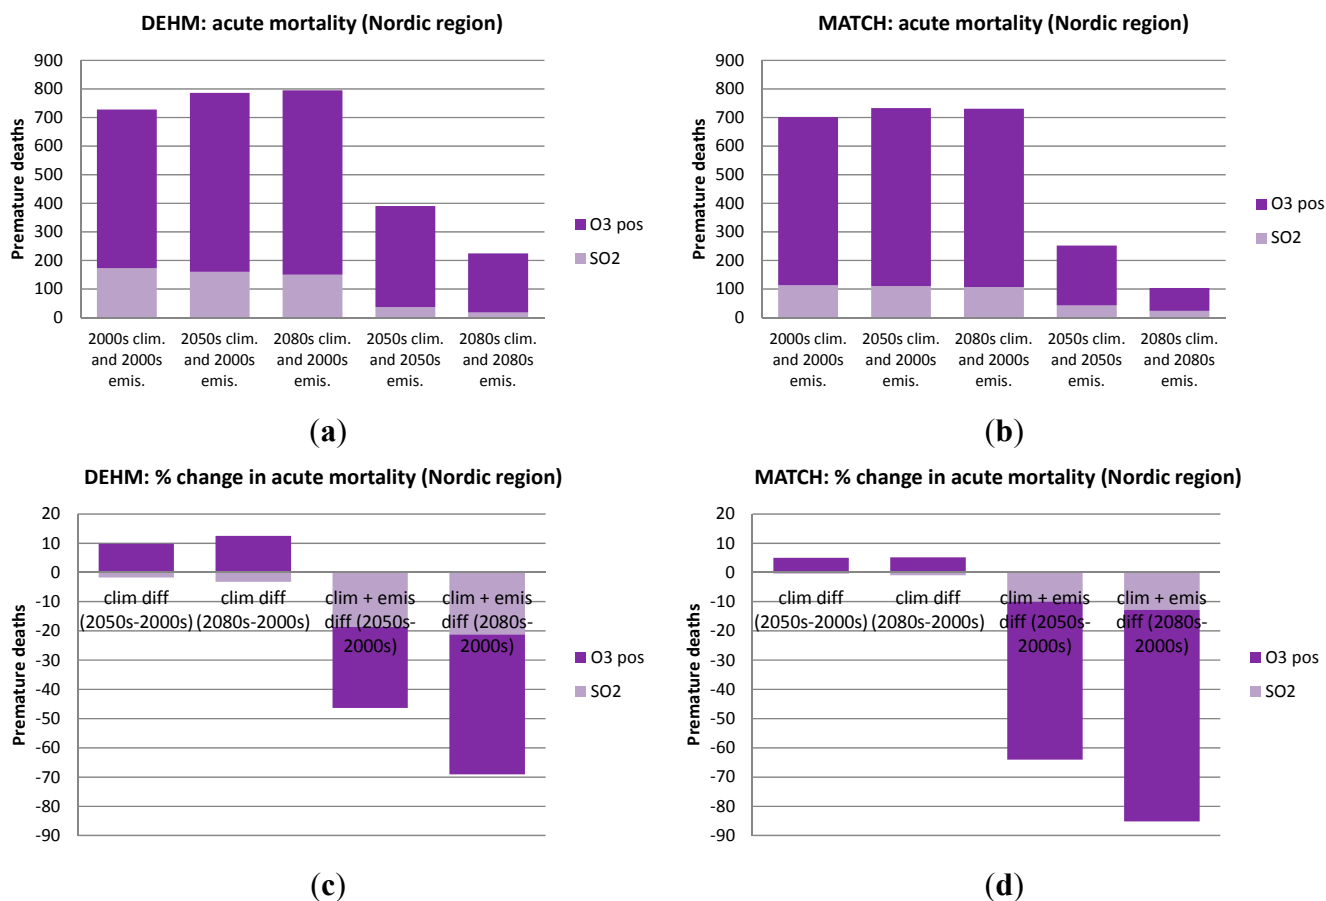 DEHM: acute mortality (Nordic region)
900
800
700
600
500
400
300
200
100
0
Premature deaths
2000s clim. and 2000s emis.
2050s clim. and 2000s emis.
2080s clim. and 2000s emis.
2050s clim. and 2050s emis.
2080s clim. and 2080s emis.
O3 pos
SO2
(a)
MATCH: acute mortality (Nordic region)
900
800
700
600
500
400
300
200
100
0
Premature deaths
2000s clim. and 2000s emis.
2050s clim. and 2000s emis.
2080s clim. and 2000s emis.
2050s clim. and 2050s emis.
2080s clim. and 2080s emis.
O3 pos
SO2
(b)
DEHM: % change in acute mortality (Nordic region)
20
10
0
-10
-20
-30
-40
-50
-60
-70
-80
-90
Premature deaths
clim diff (2050s-2000s)
clim diff (2080s-2000s)
clim + emis diff (2050s-2000s)
clim + emis diff (2080s-2000s)
O3 pos
SO2
(c)
MATCH: % change in acute mortality (Nordic region)
20
10
0
-10
-20
-30
-40
-50
-60
-70
-80
-90
Premature deaths
clim diff (2050s-2000s)
clim diff (2080s-2000s)
clim + emis diff (2050s-2000s)
clim + emis diff (2080s-2000s)
O3 pos
SO2
(d)